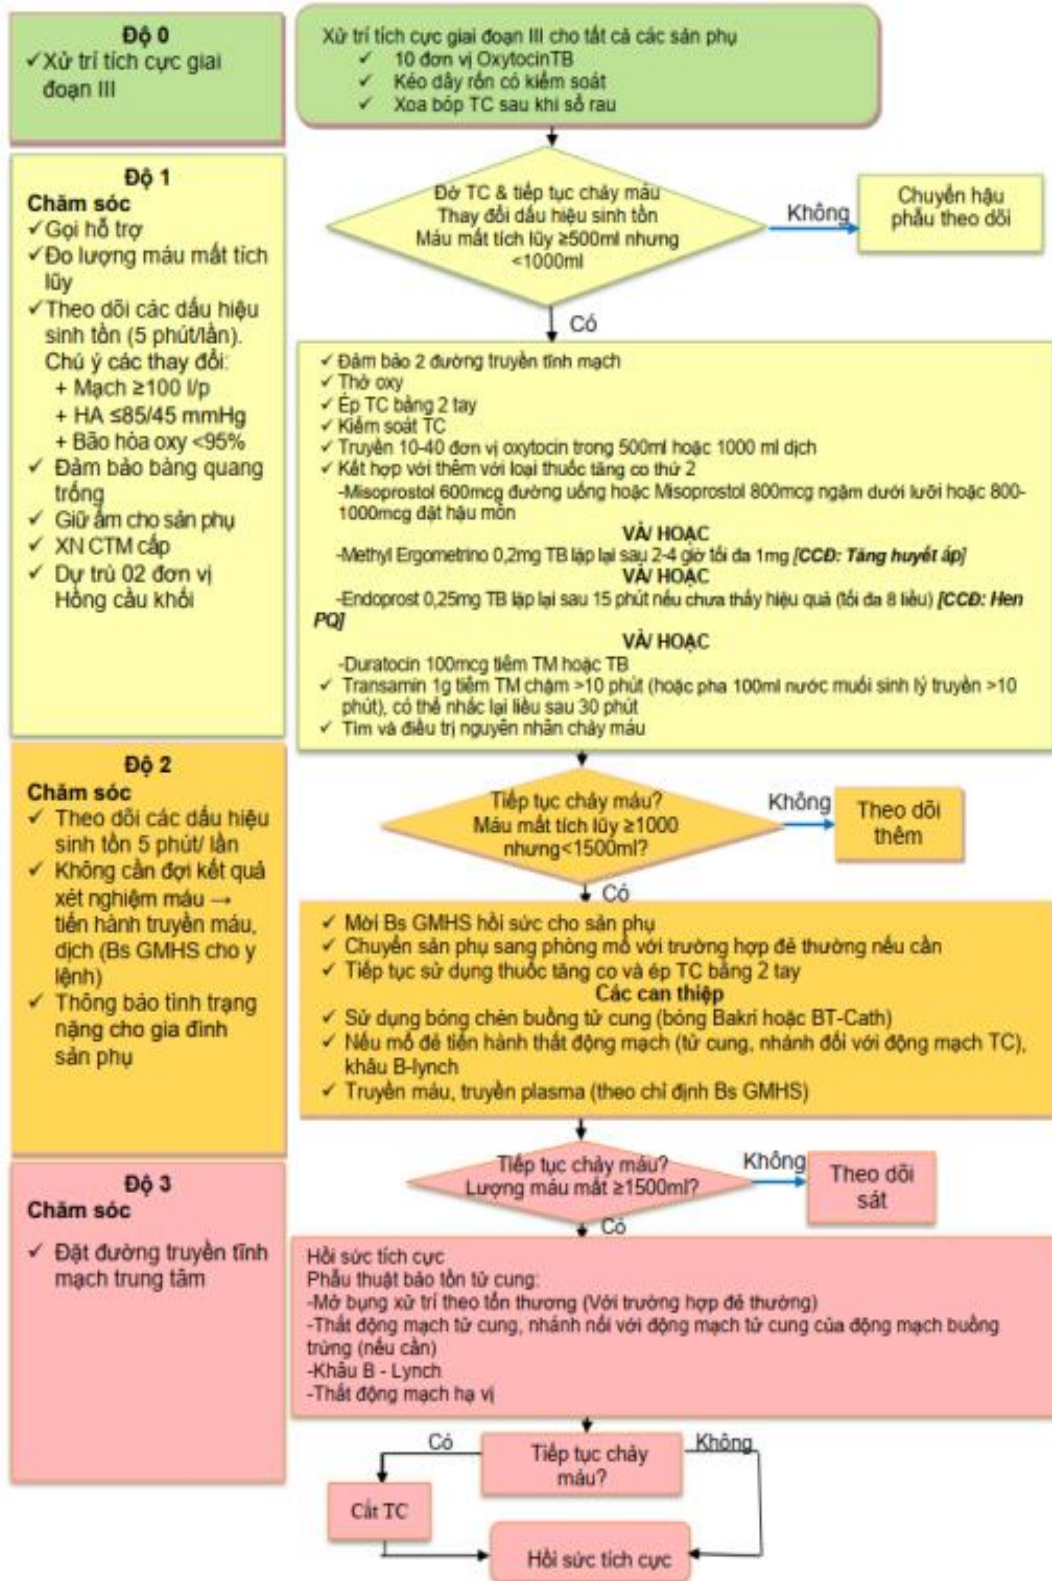 Độ 0
✓Xử trí tích cực giai
đoạn III
Xử trí tích cực giai đoạn III cho tất cả các sản phụ
✓ 10 đơn vị OxytocinTB
✓ Kéo dây rốn có kiểm soát
✓ Xoa bóp TC sau khi sổ rau
Độ 1
Chăm sóc
✓Gọi hỗ trợ
✓Đo lượng máu mất tích
lũy
✓Theo dõi các dấu hiệu
sinh tồn (5 phút/lần).
Chú ý các thay đổi:
+ Mạch ≥100 l/p
+ HA ≤85/45 mmHg
+ Bão hòa oxy <95%
✓ Đảm bảo bàng quang
trống
✓ Giữ ấm cho sản phụ
✓ XN CTM cấp
✓ Dự trù 02 đơn vị
Hồng cầu khối
Đờ TC & tiếp tục chảy máu
Thay đổi dấu hiệu sinh tồn
Máu mất tích lũy ≥500ml nhưng
<1000ml
Không
Chuyển hậu
phẫu theo dõi
Có
✓ Đảm bảo 2 đường truyền tĩnh mạch
✓ Thở oxy
✓ Ép TC bằng 2 tay
✓ Kiểm soát TC
✓ Truyền 10-40 đơn vị oxytocin trong 500ml hoặc 1000 ml dịch
✓ Kết hợp với thêm với loại thuốc tăng co thứ 2
-Misoprostol 600mcg đường uống hoặc Misoprostol 800mcg ngậm dưới lưỡi hoặc 800-
1000mcg đặt hậu môn
VÀ/ HOẶC
-Methyl Ergometrino 0,2mg TB lặp lại sau 2-4 giờ tối đa 1mg [CCĐ: Tăng huyết áp]
VÀ/ HOẶC
-Endoprost 0,25mg TB lặp lại sau 15 phút nếu chưa thấy hiệu quả (tối đa 8 liều) [CCĐ: Hen
PQ]
VÀ/ HOẶC
-Duratocin 100mcg tiêm TM hoặc TB
✓ Transamin 1g tiêm TM chậm >10 phút (hoặc pha 100ml nước muối sinh lý truyền >10
phút), có thể nhắc lại liều sau 30 phút
✓ Tìm và điều trị nguyên nhân chảy máu
Độ 2
Chăm sóc
✓ Theo dõi các dấu hiệu
sinh tồn 5 phút/ lần
✓ Không cần đợi kết quả
xét nghiệm máu →
tiến hành truyền máu,
dịch (Bs GMHS cho y
lệnh)
✓ Thông báo tình trạng
nặng cho gia đình
sản phụ
Tiếp tục chảy máu?
Máu mất tích lũy ≥1000
nhưng<1500ml?
Không
Theo dõi
thêm
Có
✓ Mời Bs GMHS hồi sức cho sản phụ
✓ Chuyển sản phụ sang phòng mổ với trường hợp đẻ thường nếu cần
✓ Tiếp tục sử dụng thuốc tăng co và ép TC bằng 2 tay
Các can thiệp
✓ Sử dụng bóng chèn buồng tử cung (bóng Bakri hoặc BT-Cath)
✓ Nếu mổ đẻ tiến hành thắt động mạch (tử cung, nhánh đối với động mạch TC),
khâu B-lynch
✓ Truyền máu, truyền plasma (theo chỉ định Bs GMHS)
Độ 3
Chăm sóc
✓ Đặt đường truyền tĩnh
mạch trung tâm
Tiếp tục chảy máu?
Lượng máu mất ≥1500ml?
Không
Theo dõi
sát
Có
Hồi sức tích cực
Phẫu thuật bảo tồn tử cung:
-Mở bụng xử trí theo tổn thương (Với trường hợp đẻ thường)
-Thắt động mạch tử cung, nhánh nối với động mạch tử cung của động mạch buồng
trứng (nếu cần)
-Khâu B - Lynch
-Thắt động mạch hạ vị
Có
Tiếp tục chảy
máu?
Không
Cắt TC
Hồi sức tích cực